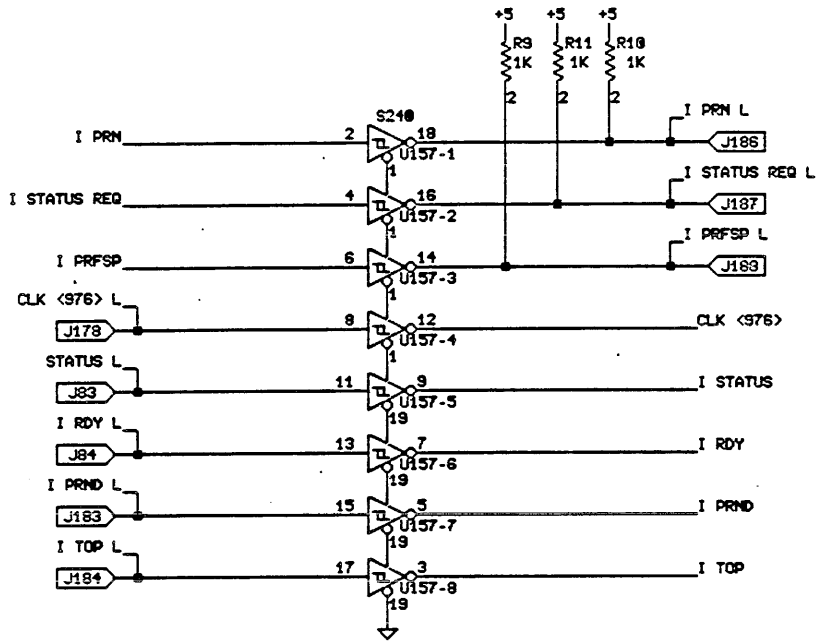 +5 +5 +5
R9 R11 R10
1K 1K 1K
2 2 2
S240
I PRN 2 18 I PRN L J186
U157-1
1
I STATUS REQ 4 16 I STATUS REQ L J187
U157-2
1
I PRFSP 6 14 I PRFSP L J183
U157-3
1
CLK <976> L
J178 8 12 CLK <976>
U157-4
1
STATUS L
J83 11 9 I STATUS
U157-5
19
I RDY L
J84 13 7 I RDY
U157-6
19
I PRND L
J183 15 5 I PRND
U157-7
19
I TOP L
J184 17 3 I TOP
U157-8
19